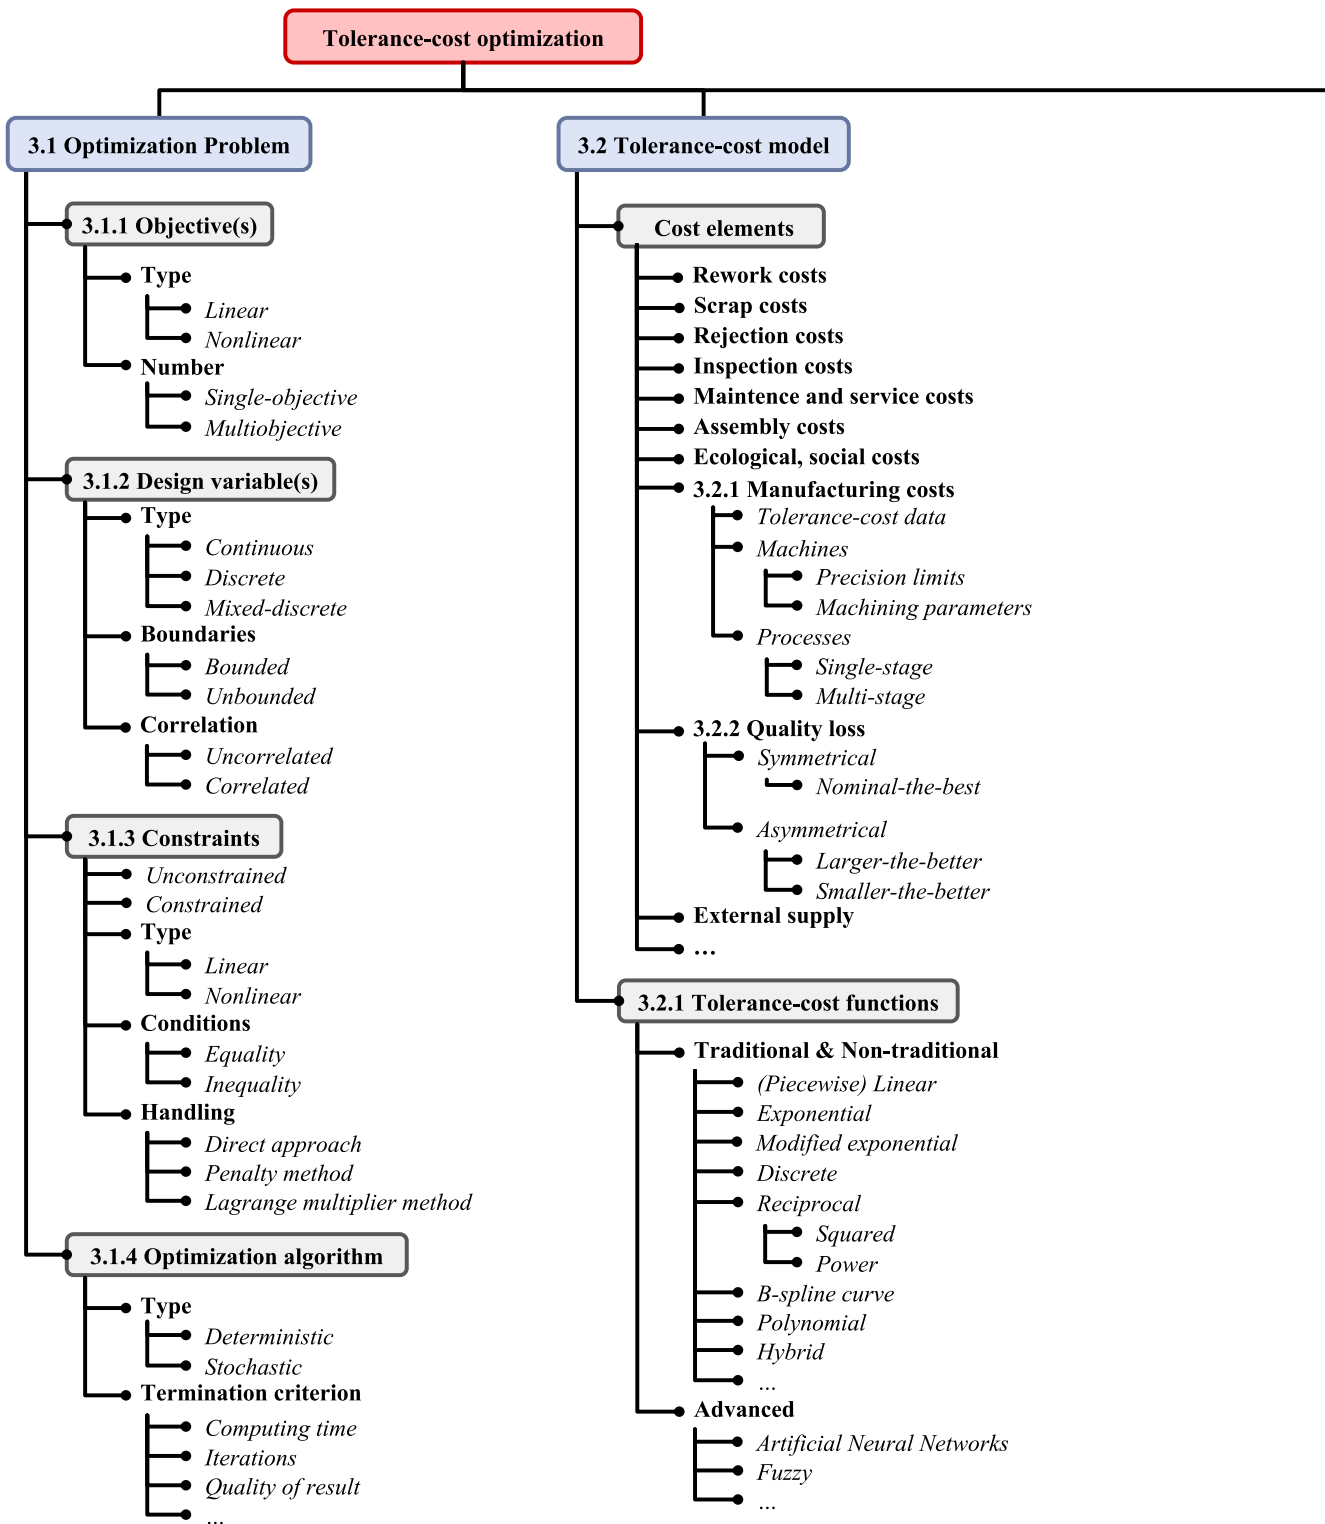 Tolerance-cost optimization
3.1 Optimization Problem
3.1.1 Objective(s)
Type
Linear
Nonlinear
Number
Single-objective
Multiobjective
3.1.2 Design variable(s)
Type
Continuous
Discrete
Mixed-discrete
Boundaries
Bounded
Unbounded
Correlation
Uncorrelated
Correlated
3.1.3 Constraints
Unconstrained
Constrained
Type
Linear
Nonlinear
Conditions
Equality
Inequality
Handling
Direct approach
Penalty method
Lagrange multiplier method
3.1.4 Optimization algorithm
Type
Deterministic
Stochastic
Termination criterion
Computing time
Iterations
Quality of result
...
3.2 Tolerance-cost model
Cost elements
Rework costs
Scrap costs
Rejection costs
Inspection costs
Maintence and service costs
Assembly costs
Ecological, social costs
3.2.1 Manufacturing costs
Tolerance-cost data
Machines
Precision limits
Machining parameters
Processes
Single-stage
Multi-stage
3.2.2 Quality loss
Symmetrical
Nominal-the-best
Asymmetrical
Larger-the-better
Smaller-the-better
External supply
...
3.2.1 Tolerance-cost functions
Traditional & Non-traditional
(Piecewise) Linear
Exponential
Modified exponential
Discrete
Reciprocal
Squared
Power
B-spline curve
Polynomial
Hybrid
...
Advanced
Artificial Neural Networks
Fuzzy
...